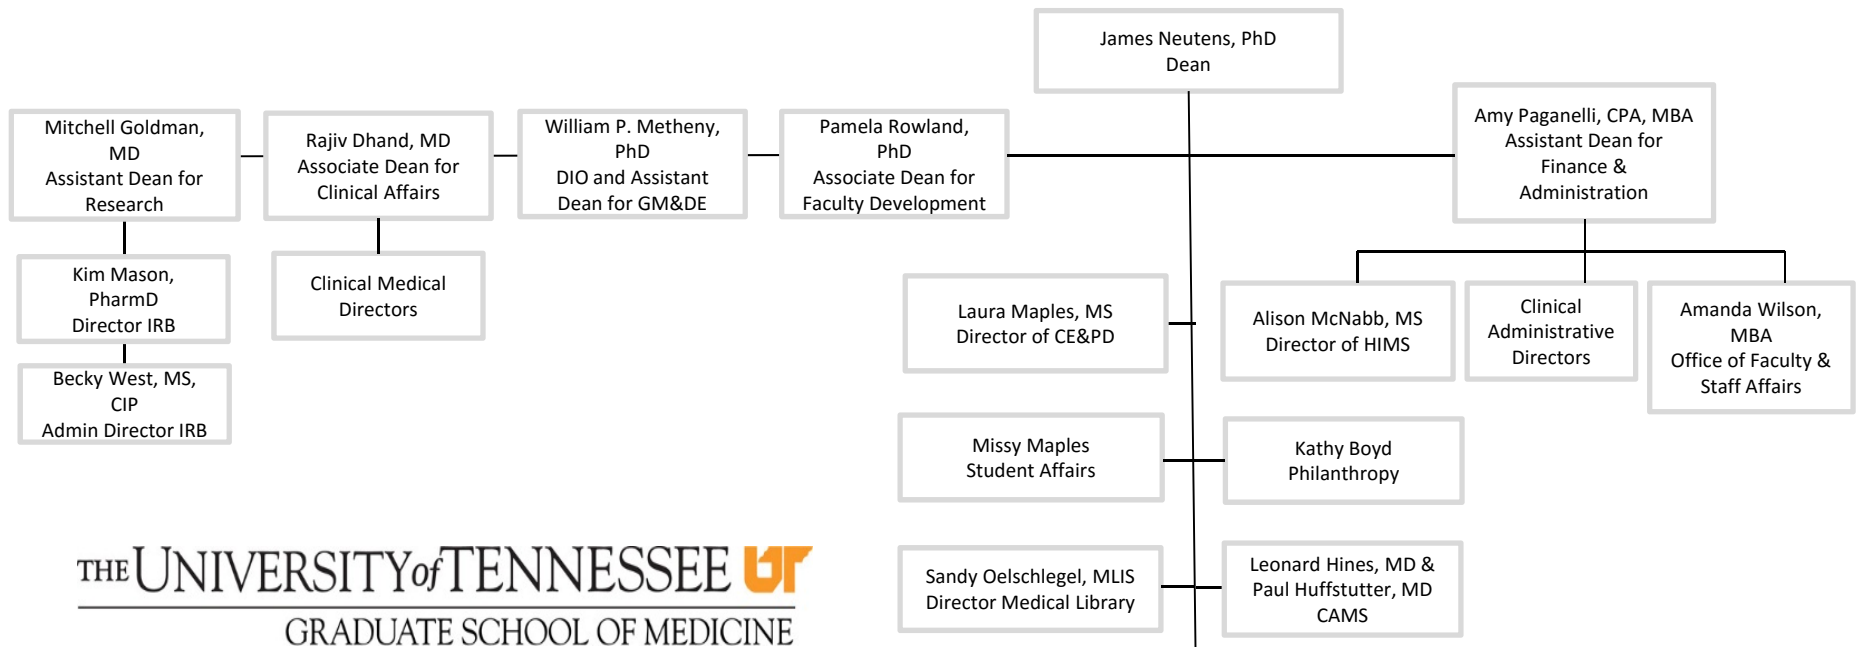 James Neutens, PhD
Dean
Mitchell Goldman,
MD
Assistant Dean for
Research
Rajiv Dhand, MD
Associate Dean for
Clinical Affairs
William P. Metheny,
PhD
DIO and Assistant
Dean for GM&DE
Pamela Rowland,
PhD
Associate Dean for
Faculty Development
Amy Paganelli, CPA, MBA
Assistant Dean for
Finance &
Administration
Kim Mason,
PharmD
Director IRB
Clinical Medical
Directors
Becky West, MS,
CIP
Admin Director IRB
Laura Maples, MS
Director of CE&PD
Alison McNabb, MS
Director of HIMS
Clinical
Administrative
Directors
Amanda Wilson,
MBA
Office of Faculty &
Staff Affairs
Missy Maples
Student Affairs
Kathy Boyd
Philanthropy
Sandy Oelschlegel, MLIS
Director Medical Library
Leonard Hines, MD &
Paul Huffstutter, MD
CAMS
THE UNIVERSITY of TENNESSEE UT
GRADUATE SCHOOL OF MEDICINE